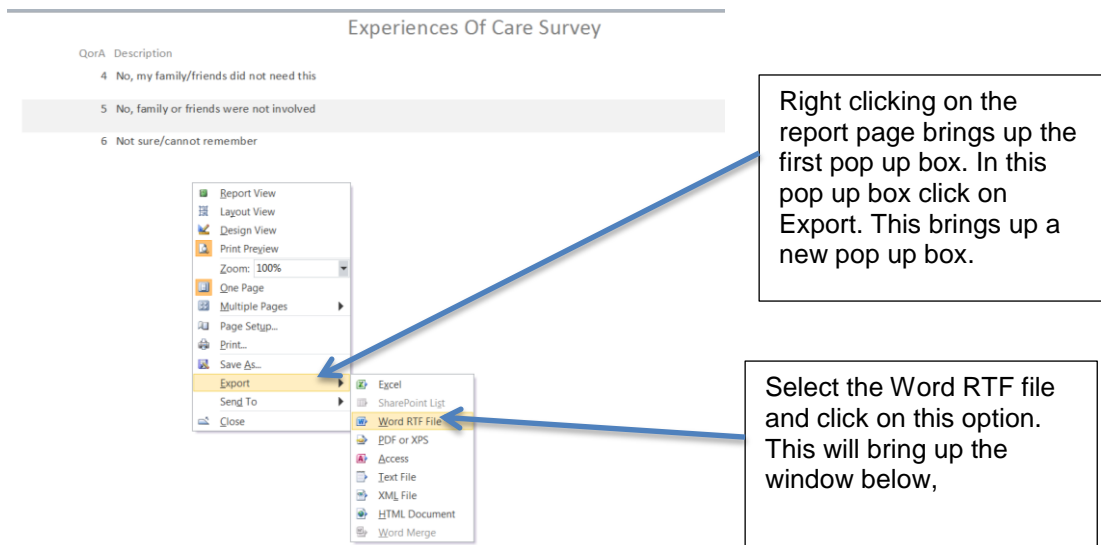 Experiences Of Care Survey
QorA Description
4 No, my family/friends did not need this
5 No, family or friends were not involved
6 Not sure/cannot remember
Right clicking on the
report page brings up the
first pop up box. In this
pop up box click on
Export. This brings up a
new pop up box.
Report View
Layout View
Design View
Print Preview
Zoom: 100%
One Page
Multiple Pages
Page Setup...
Print...
Save As...
Export
Send To
Close
Excel
SharePoint List
Word RTF File
PDF or XPS
Access
Text File
XML File
HTML Document
Word Merge
Select the Word RTF file
and click on this option.
This will bring up the
window below,